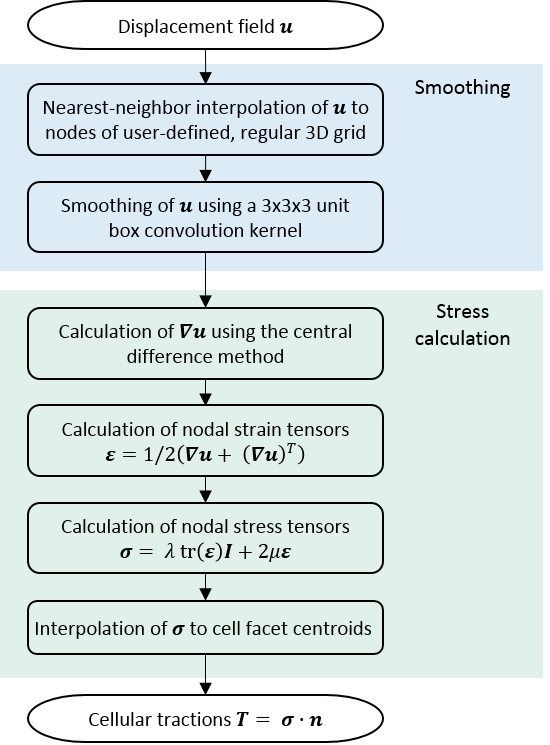 Displacement field 𝒖
Smoothing
Nearest-neighbor interpolation of 𝒖 to
nodes of user-defined, regular 3D grid
Smoothing of 𝒖 using a 3x3x3 unit
box convolution kernel
Stress
calculation
Calculation of 𝜵𝒖 using the central
difference method
Calculation of nodal strain tensors
𝜺 = 1/2(𝜵𝒖 + (𝜵𝒖)ᵀ)
Calculation of nodal stress tensors
𝝈 = λ tr(𝜺)𝑰 + 2μ𝜺
Interpolation of 𝝈 to cell facet centroids
Cellular tractions 𝑻 = 𝝈 · 𝒏